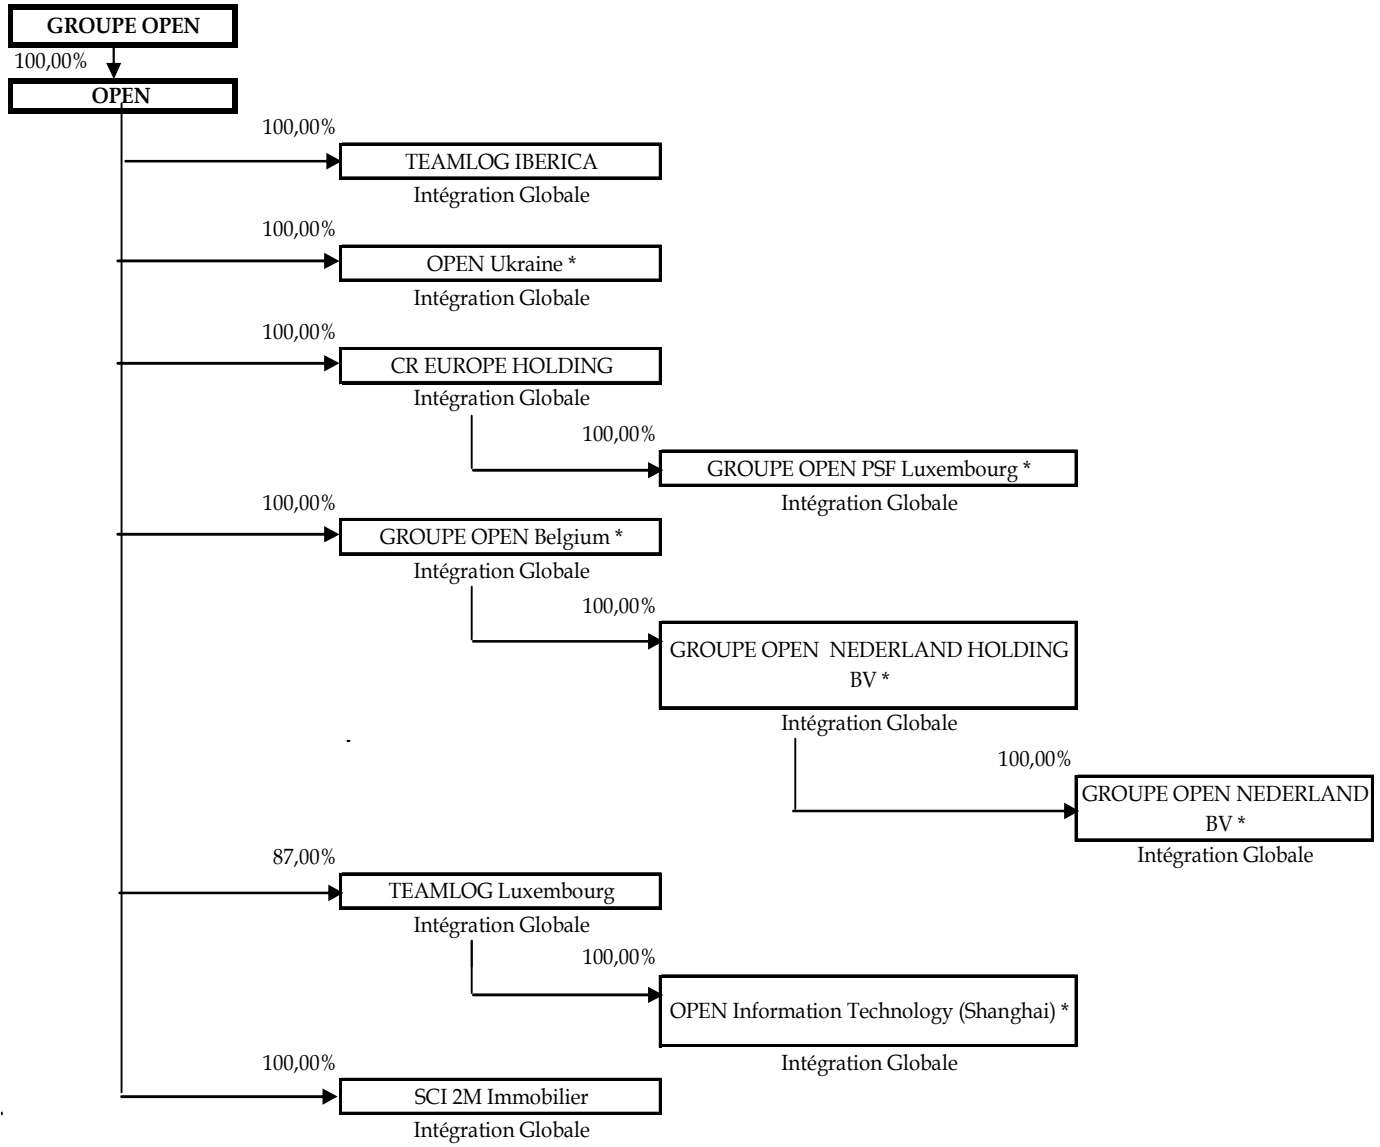 GROUPE OPEN
100,00%
OPEN
100,00%
TEAMLOG IBERICA
Intégration Globale
100,00%
OPEN Ukraine *
Intégration Globale
100,00%
CR EUROPE HOLDING
Intégration Globale
100,00%
GROUPE OPEN PSF Luxembourg *
Intégration Globale
100,00%
GROUPE OPEN Belgium *
Intégration Globale
100,00%
GROUPE OPEN NEDERLAND HOLDING
BV *
Intégration Globale
100,00%
GROUPE OPEN NEDERLAND
BV *
Intégration Globale
87,00%
TEAMLOG Luxembourg
Intégration Globale
100,00%
OPEN Information Technology (Shanghai) *
Intégration Globale
100,00%
SCI 2M Immobilier
Intégration Globale